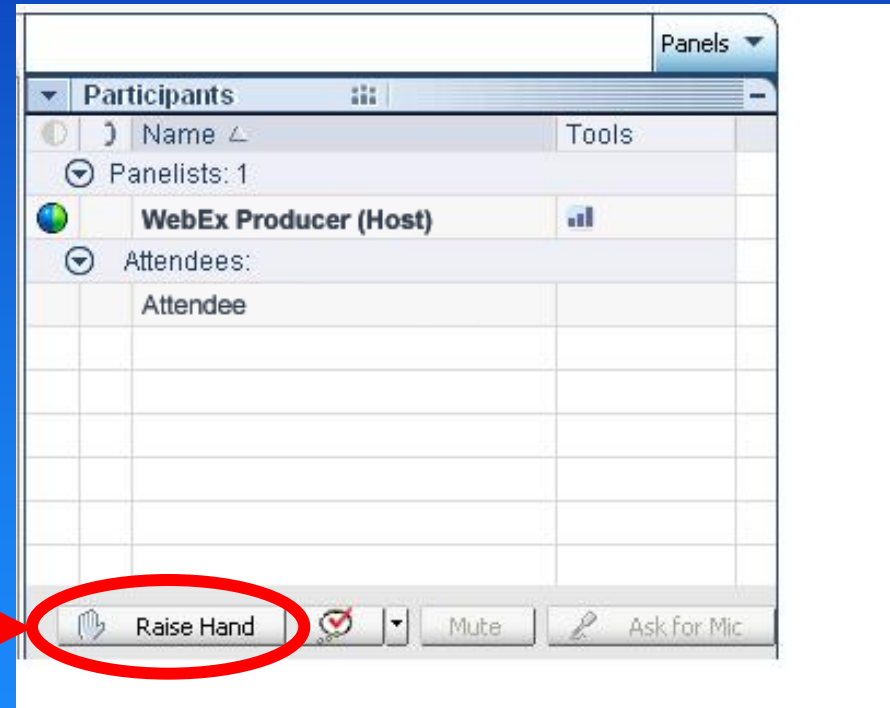 Panels
Participants
Name Tools
Panelists: 1
WebEx Producer (Host)
Attendees:
Attendee
Raise Hand Mute Ask for Mic